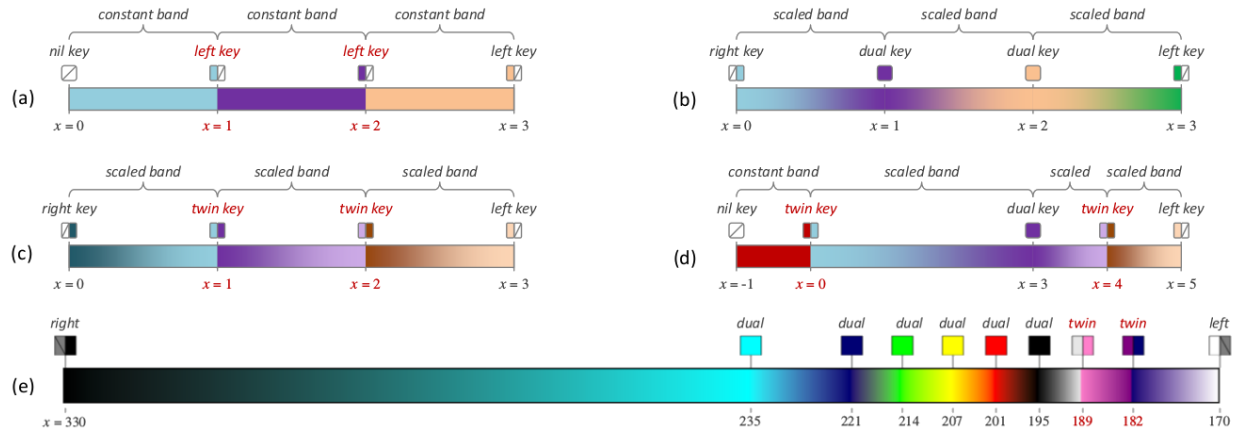 constant band constant band constant band
nil key left key left key left key
(a)
x = 0 x = 1 x = 2 x = 3
scaled band scaled band scaled band
right key dual key dual key left key
(b)
x = 0 x = 1 x = 2 x = 3
scaled band scaled band scaled band
right key twin key twin key left key
(c)
x = 0 x = 1 x = 2 x = 3
constant band scaled band scaled scaled band
nil key twin key dual key twin key left key
(d)
x = -1 x = 0 x = 3 x = 4 x = 5
right dual dual dual dual dual dual twin twin left
(e)
x = 330 235 221 214 207 201 195 189 182 170